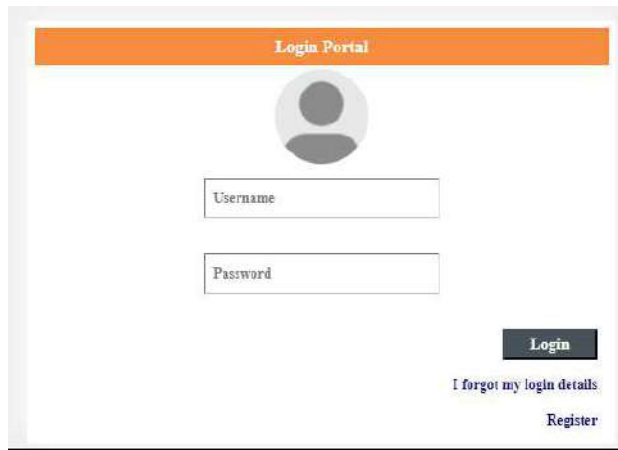 Login Portal
Username
Password
Login
I forgot my login details
Register